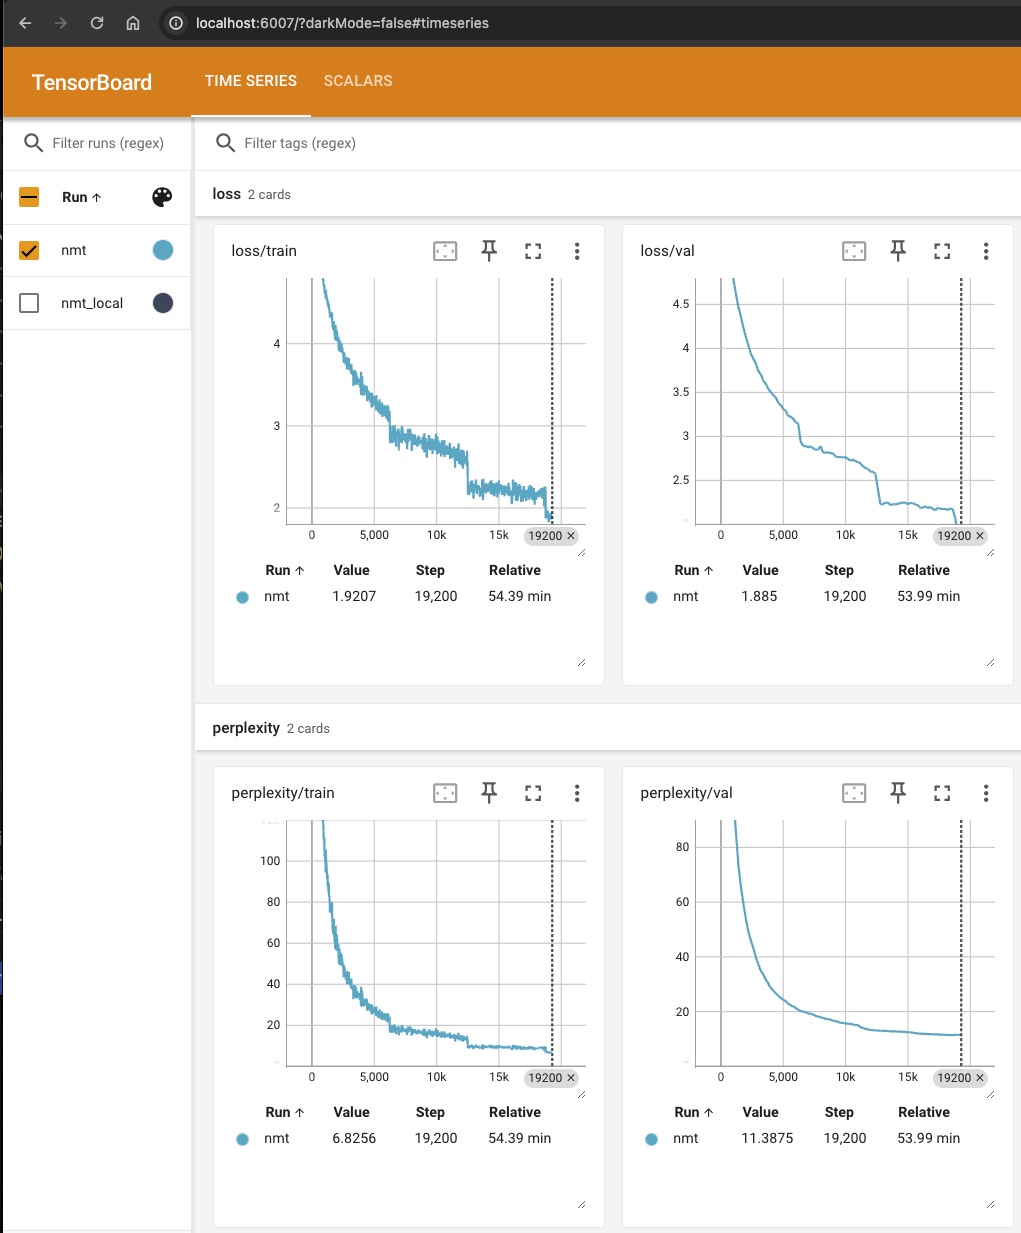 localhost:6007/?darkMode=false#timeseries
TensorBoard
TIME SERIES
SCALARS
Filter runs (regex)
Filter tags (regex)
Run ↑
nmt
nmt_local
loss 2 cards
loss/train
4
3
2
0 5,000 10k 15k 19200 ×
Run ↑ Value Step Relative
nmt 1.9207 19,200 54.39 min
loss/val
4.5
4
3.5
3
2.5
0 5,000 10k 15k 19200 ×
Run ↑ Value Step Relative
nmt 1.885 19,200 53.99 min
perplexity 2 cards
perplexity/train
100
80
60
40
20
0 5,000 10k 15k 19200 ×
Run ↑ Value Step Relative
nmt 6.8256 19,200 54.39 min
perplexity/val
80
60
40
20
0 5,000 10k 15k 19200 ×
Run ↑ Value Step Relative
nmt 11.3875 19,200 53.99 min